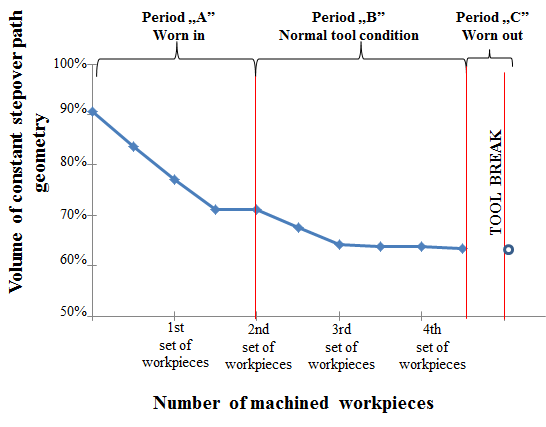 Period „A”
Worn in
Period „B”
Normal tool condition
Period „C”
Worn out
Volume of constant stepover path
geometry
100%
90%
80%
70%
60%
50%
TOOL BREAK
1st
set of
workpieces
2nd
set of
workpieces
3rd
set of
workpieces
4th
set of
workpieces
Number of machined workpieces